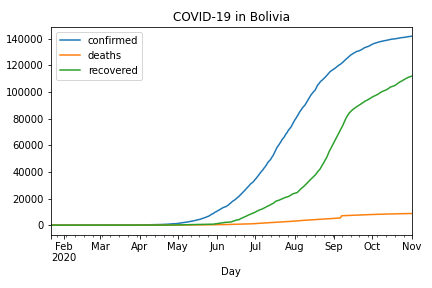 COVID-19 in Bolivia
140000
120000
100000
80000
60000
40000
20000
0
confirmed
deaths
recovered
Feb Mar Apr May Jun Jul Aug Sep Oct Nov
2020
Day